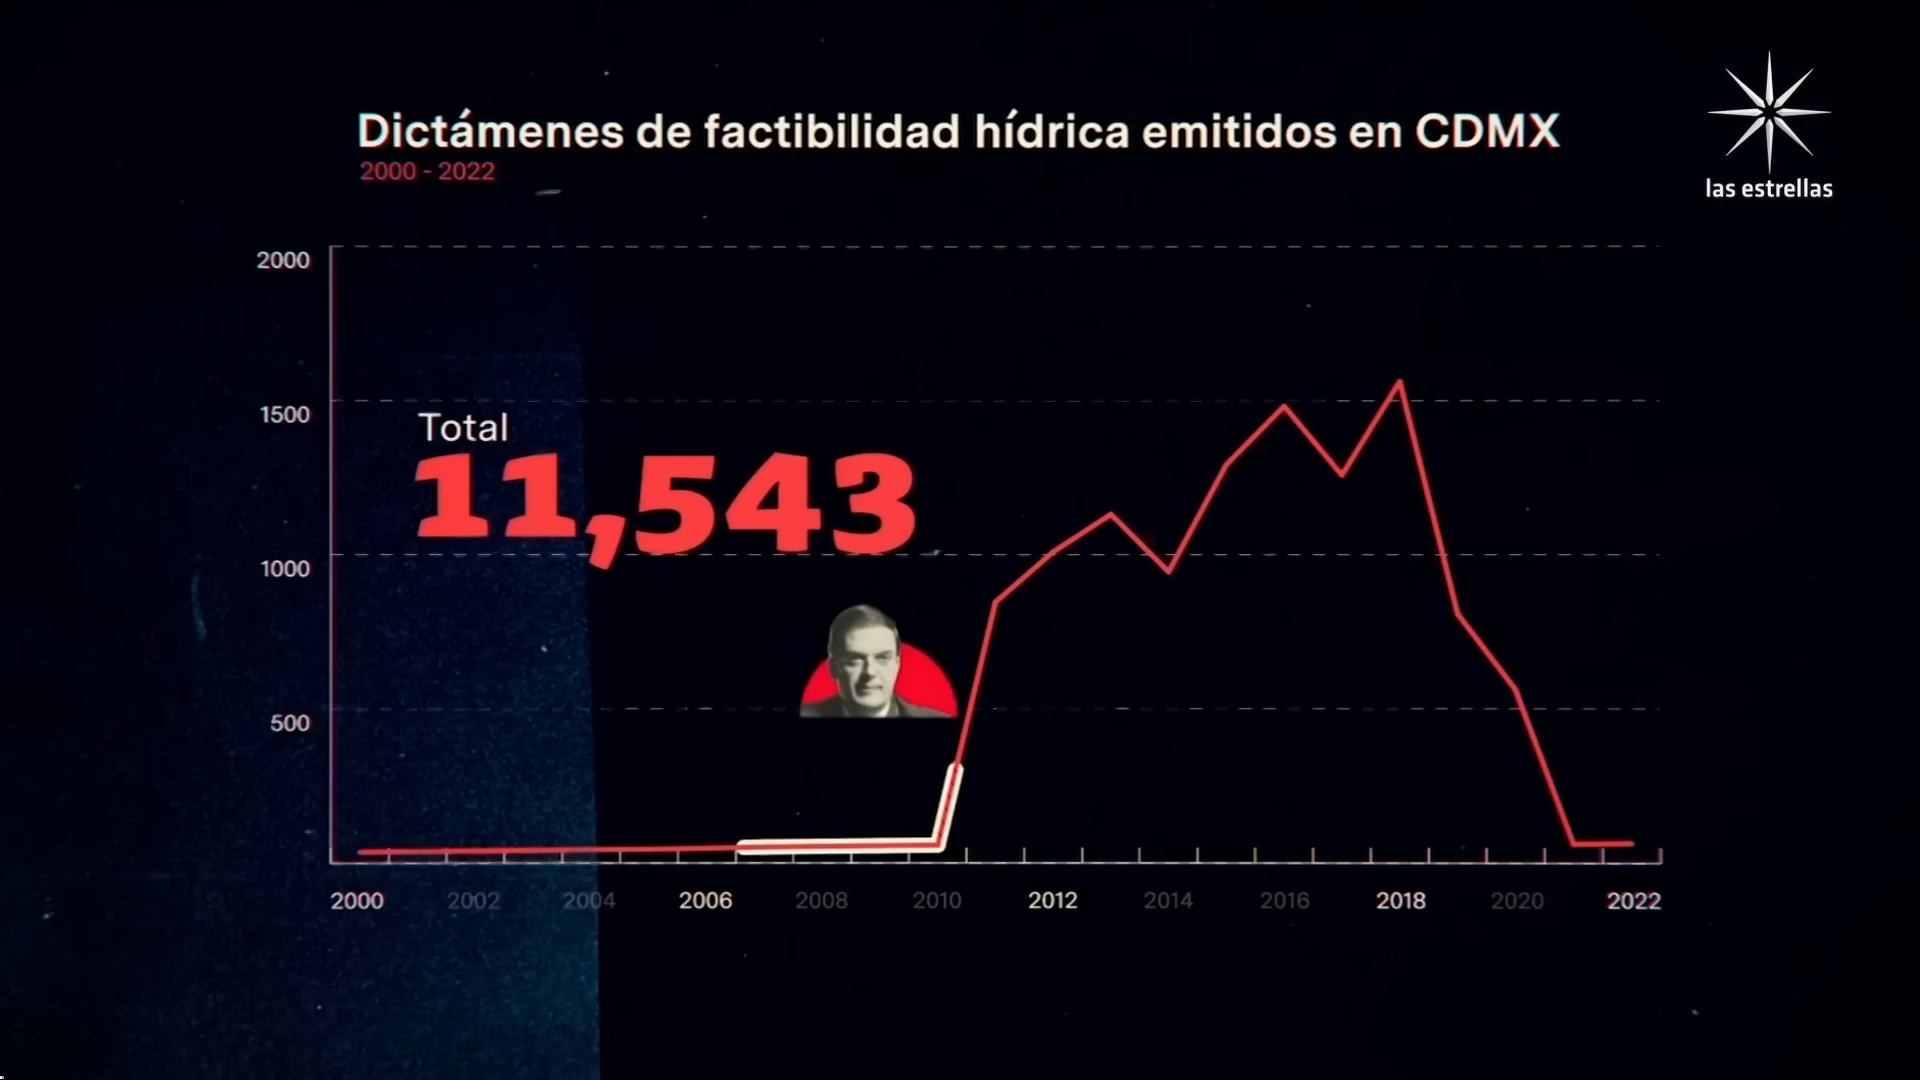 Dictámenes de factibilidad hídrica emitidos en CDMX
2000 - 2022
las estrellas
2000
1500
Total
11,543
1000
500
2000 2002 2004 2006 2008 2010 2012 2014 2016 2018 2020 2022